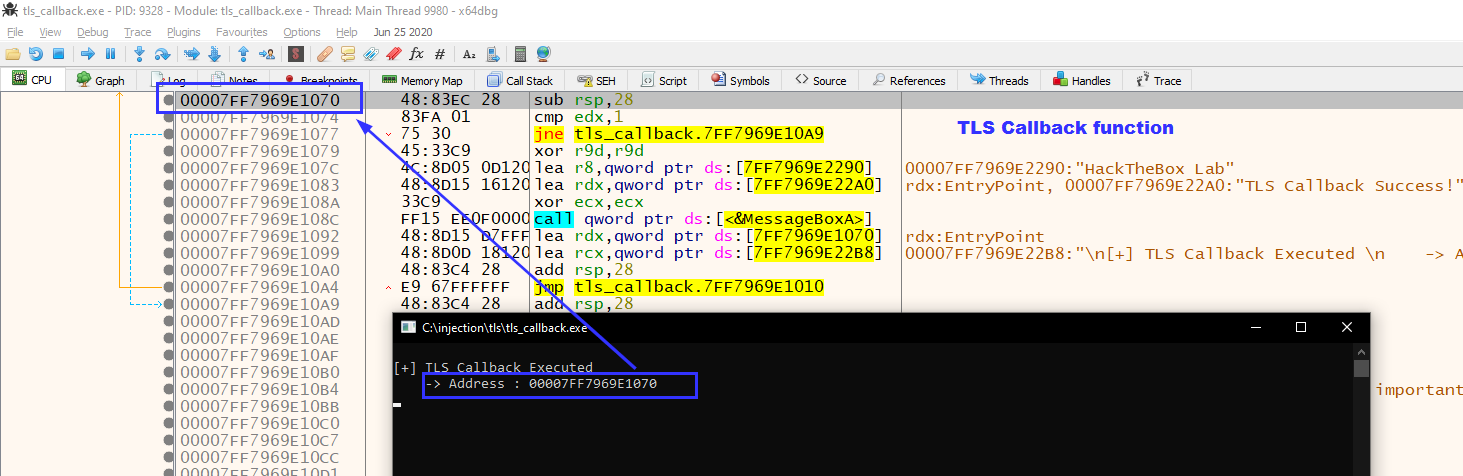 tls_callback.exe - PID: 9328 - Module: tls_callback.exe - Thread: Main Thread 9980 - x64dbg
File View Debug Trace Plugins Favourites Options Help Jun 25 2020
CPU Graph Log Notes Breakpoints Memory Map Call Stack SEH Script Symbols Source References Threads Handles Trace
00007FF7969E1070 48:83EC 28 sub rsp,28
00007FF7969E1074 83FA 01 cmp edx,1
TLS Callback function
00007FF7969E1077 75 30 jne tls_callback.7FF7969E10A9
00007FF7969E1079 45:33C9 xor r9d,r9d
00007FF7969E107C 4C:8D05 0D120 lea r8,qword ptr ds:[7FF7969E2290] 00007FF7969E2290:"HackTheBox Lab"
00007FF7969E1083 48:8D15 16120 lea rdx,qword ptr ds:[7FF7969E22A0] rdx:EntryPoint, 00007FF7969E22A0:"TLS Callback Success!"
00007FF7969E108A 33C9 xor ecx,ecx
00007FF7969E108C FF15 EE0F0000 call qword ptr ds:[<&MessageBoxA>]
00007FF7969E1092 48:8D15 D7FFF lea rdx,qword ptr ds:[7FF7969E1070] rdx:EntryPoint
00007FF7969E1099 48:8D0D 18120 lea rcx,qword ptr ds:[7FF7969E22B8] 00007FF7969E22B8:"\n[+] TLS Callback Executed \n -> A
00007FF7969E10A0 48:83C4 28 add rsp,28
00007FF7969E10A4 E9 67FFFFFF jmp tls_callback.7FF7969E1010
00007FF7969E10A9 48:83C4 28 add rsp,28
00007FF7969E10AD
00007FF7969E10AE
00007FF7969E10AF
00007FF7969E10B0
00007FF7969E10B4
00007FF7969E10BB
00007FF7969E10C0
00007FF7969E10C7
00007FF7969E10CC
00007FF7969E10D1
C:\injection\tls\tls_callback.exe
[+] TLS Callback Executed
-> Address : 00007FF7969E1070
important